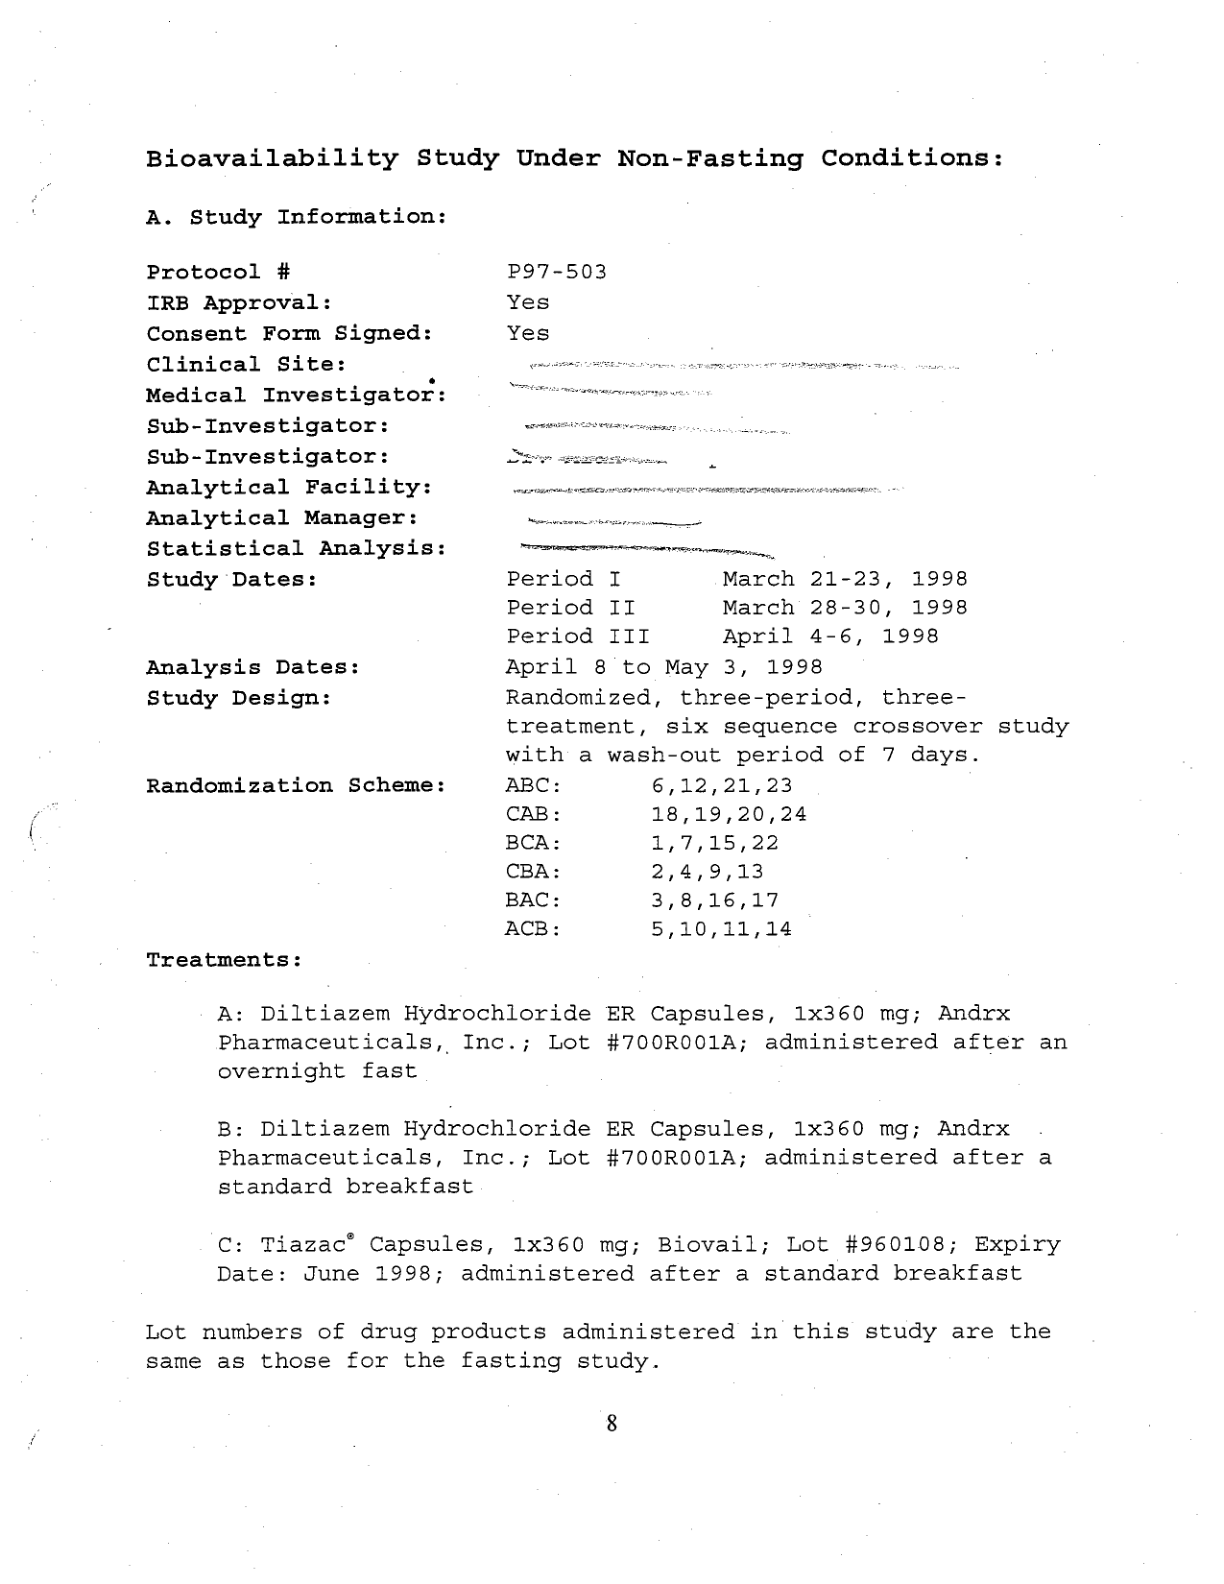 Bioavailability Study Under Non-Fasting Conditions:
A. Study Information:
Protocol # P97-503
IRB Approval: Yes
Consent Form Signed: Yes
Clinical Site:
Medical Investigator:
Sub-Investigator:
Sub-Investigator:
Analytical Facility:
Analytical Manager:
Statistical Analysis:
Study Dates: Period I March 21-23, 1998
Period II March 28-30, 1998
Period III April 4-6, 1998
Analysis Dates: April 8 to May 3, 1998
Study Design: Randomized, three-period, three-
treatment, six sequence crossover study
with a wash-out period of 7 days.
Randomization Scheme: ABC: 6,12,21,23
CAB: 18,19,20,24
BCA: 1,7,15,22
CBA: 2,4,9,13
BAC: 3,8,16,17
ACB: 5,10,11,14
Treatments:
A: Diltiazem Hydrochloride ER Capsules, 1x360 mg; Andrx
Pharmaceuticals, Inc.; Lot #700R001A; administered after an
overnight fast
B: Diltiazem Hydrochloride ER Capsules, 1x360 mg; Andrx
Pharmaceuticals, Inc.; Lot #700R001A; administered after a
standard breakfast
C: Tiazac® Capsules, 1x360 mg; Biovail; Lot #960108; Expiry
Date: June 1998; administered after a standard breakfast
Lot numbers of drug products administered in this study are the
same as those for the fasting study.
8